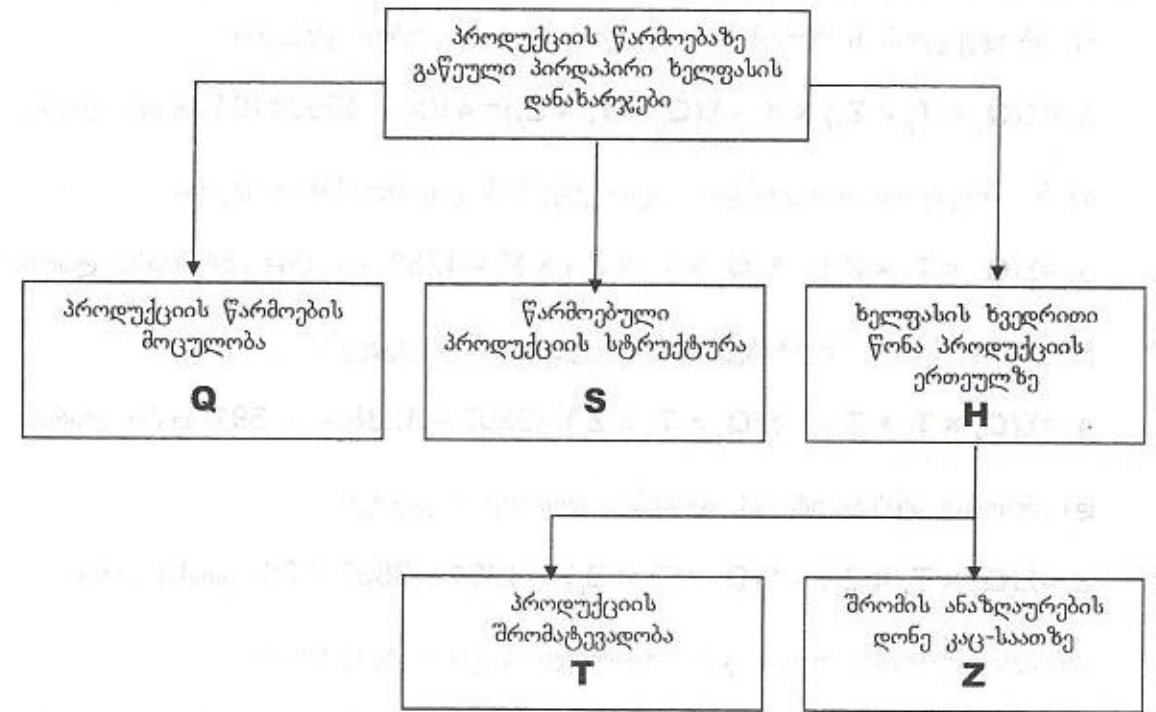 პროდუქციის წარმოებაზე
გაწეული პირდაპირი ხელფასის
დანახარჯები
პროდუქციის წარმოების
მოცულობა
Q
წარმოებული
პროდუქციის სტრუქტურა
S
ხელფასის ხვედრითი
წონა პროდუქციის
ერთეულზე
H
პროდუქციის
შრომატევადობა
T
შრომის ანაზღაურების
დონე კაც-საათზე
Z